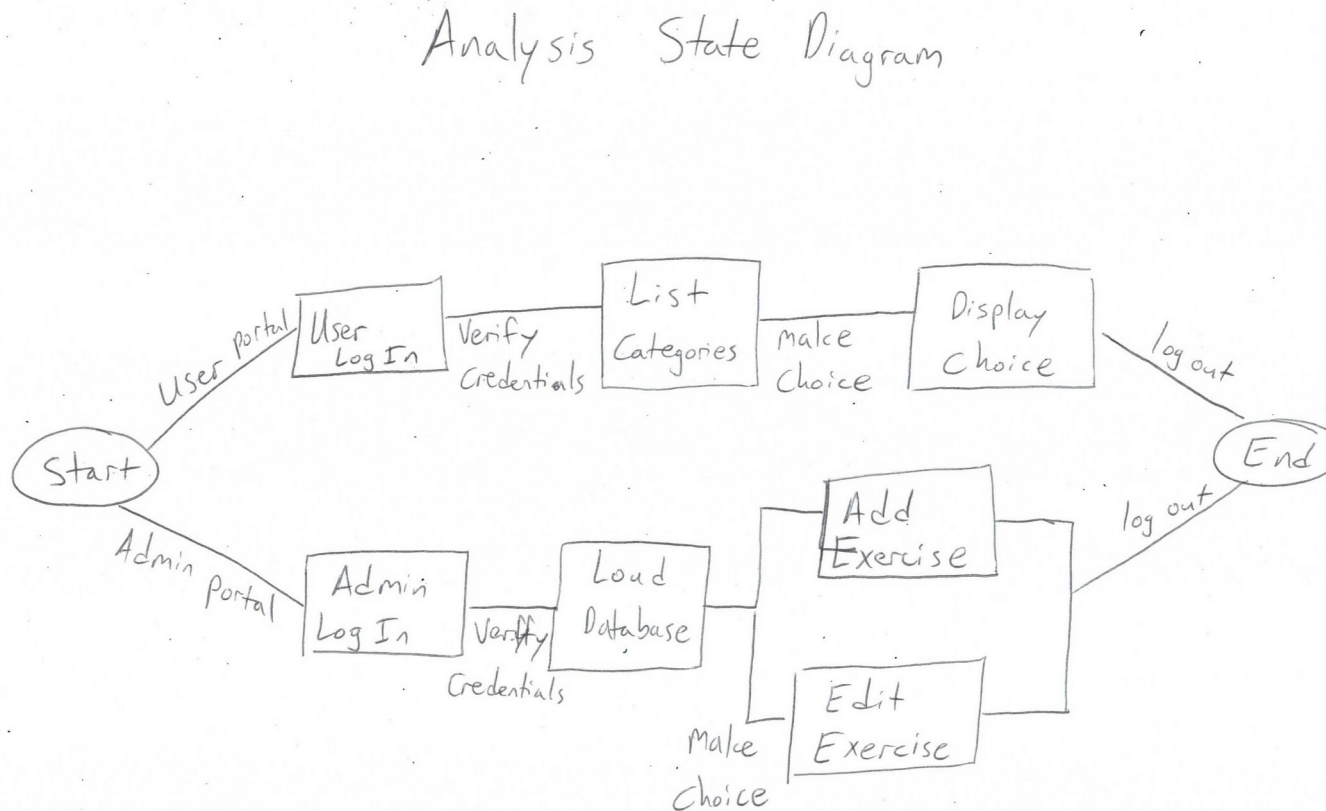 Analysis State Diagram
User portal
User
Log In
Verify
Credentials
List
Categories
Make
Choice
Display
Choice
log out
Start
End
Admin
portal
Admin
Log In
Verify
Credentials
Load
Database
Make
Choice
Add
Exercise
Edit
Exercise
log out